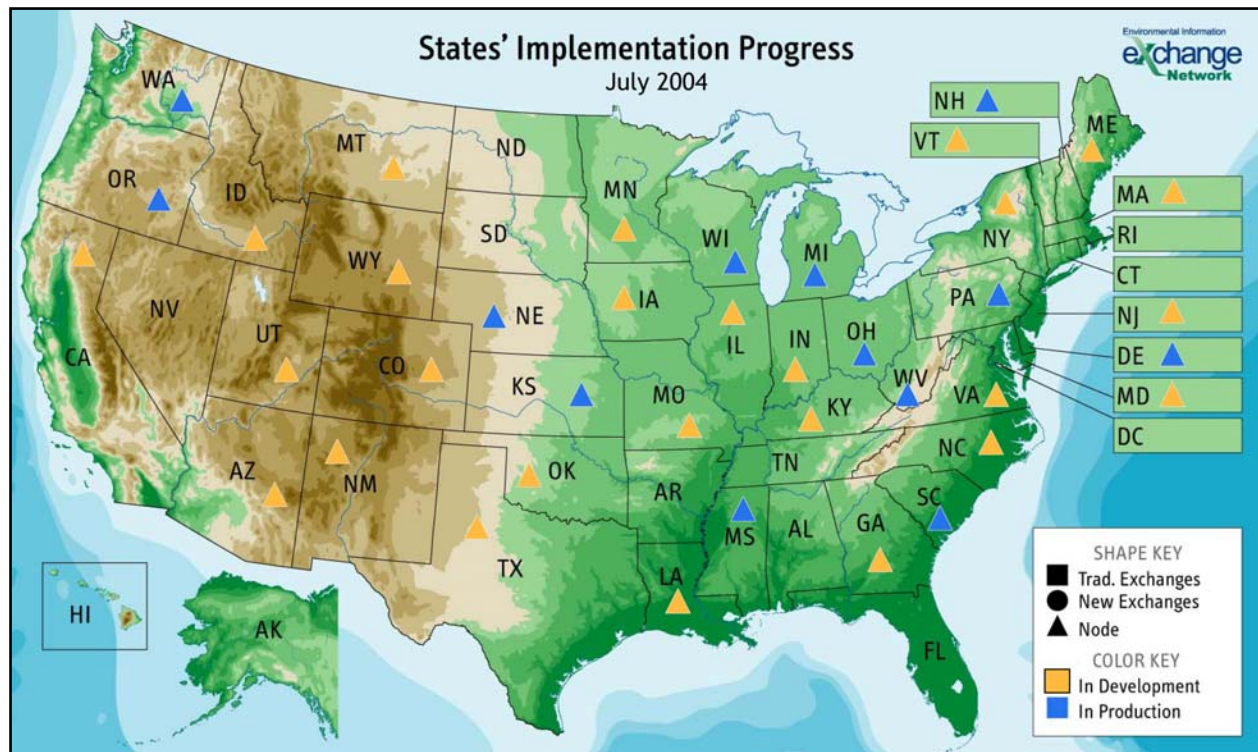 States' Implementation Progress
July 2004
Environmental Information
eXchange
Network
WA
MT
ND
MN
NH
VT
ME
OR
ID
SD
WI
MI
NY
MA
RI
CT
WY
NV
UT
NE
IA
PA
NJ
CA
CO
KS
MO
IL
IN
OH
WV
VA
DE
MD
DC
KY
AZ
NM
OK
AR
TN
NC
TX
LA
MS
AL
GA
SC
FL
HI
AK
SHAPE KEY
Trad. Exchanges
New Exchanges
Node
COLOR KEY
In Development
In Production